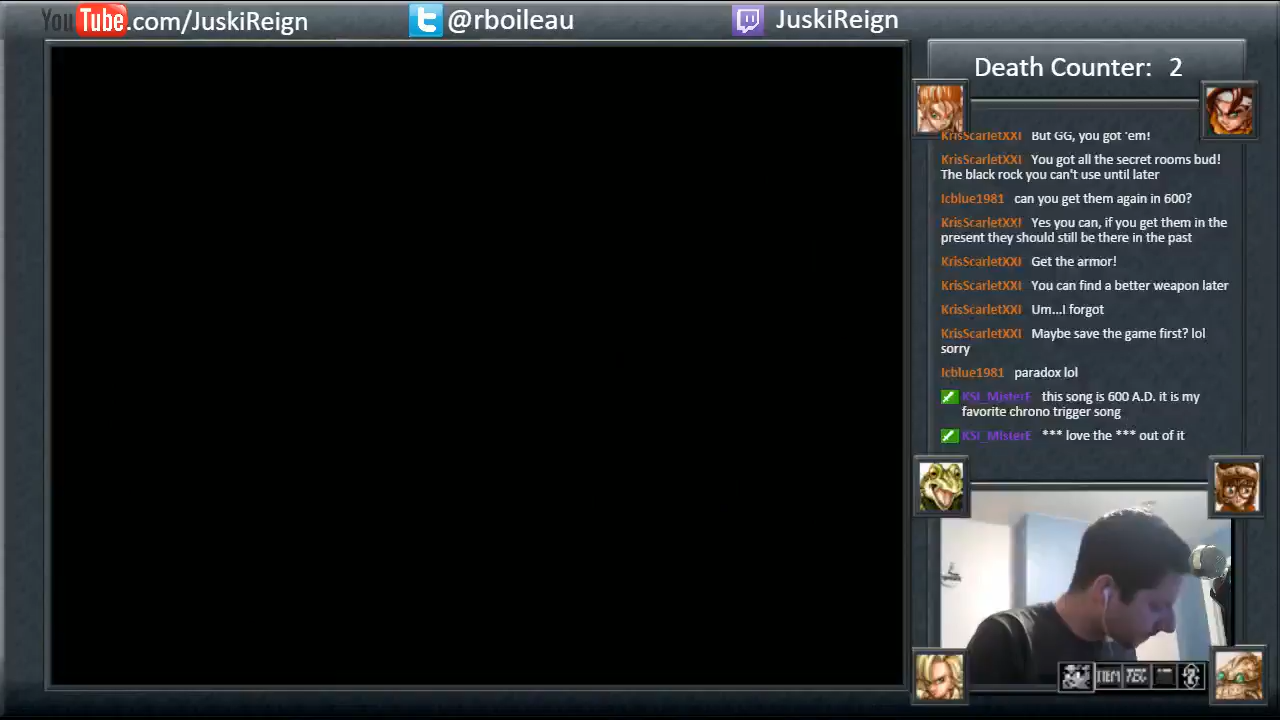 YouTube.com/JuskiReign
@rboileau
JuskiReign
Death Counter: 2
KrisScarletXXI But GG, you got 'em!
KrisScarletXXI You got all the secret rooms bud!
The black rock you can't use until later
Icblue1981 can you get them again in 600?
KrisScarletXXI Yes you can, if you get them in the
present they should still be there in the past
KrisScarletXXI Get the armor!
KrisScarletXXI You can find a better weapon later
KrisScarletXXI Um...I forgot
KrisScarletXXI Maybe save the game first? lol
sorry
Icblue1981 paradox lol
KSI_MisterE this song is 600 A.D. it is my
favorite chrono trigger song
KSI_MisterE *** love the *** out of it
ITEM TEC